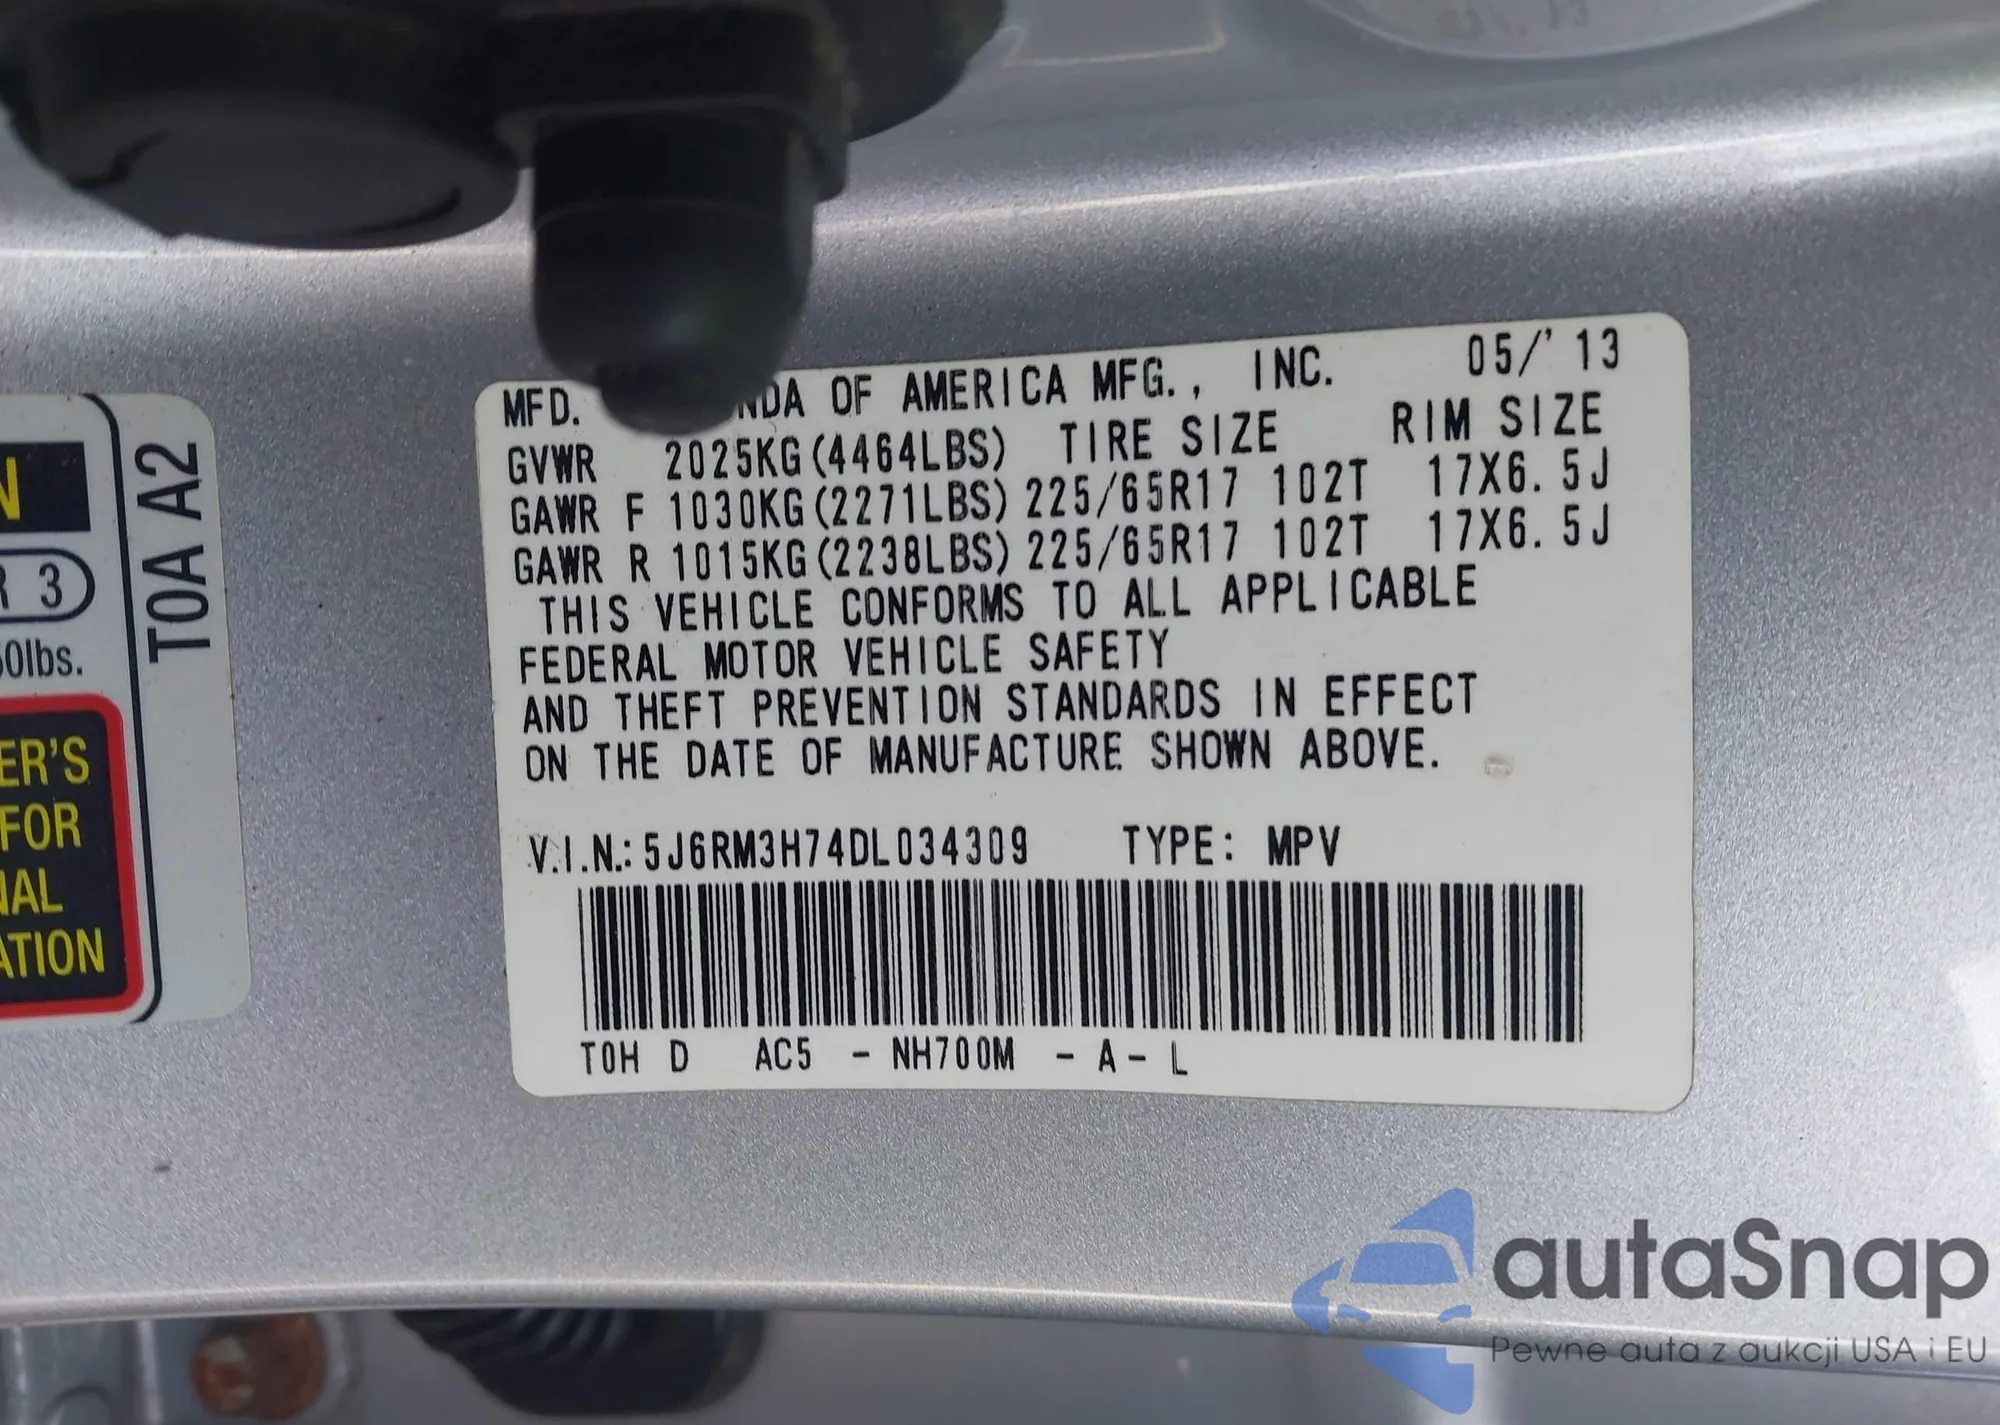 MFD. NDA OF AMERICA MFG., INC. 05/'13
GVWR 2025KG(4464LBS) TIRE SIZE RIM SIZE
GAWR F 1030KG(2271LBS) 225/65R17 102T 17X6.5J
GAWR R 1015KG(2238LBS) 225/65R17 102T 17X6.5J
THIS VEHICLE CONFORMS TO ALL APPLICABLE
FEDERAL MOTOR VEHICLE SAFETY
AND THEFT PREVENTION STANDARDS IN EFFECT
ON THE DATE OF MANUFACTURE SHOWN ABOVE.
V.I.N.: 5J6RM3H74DL034309 TYPE: MPV
T0H D AC5 - NH700M - A - L
N
R 3
50lbs.
ER'S
FOR
NAL
ATION
T0A A2
autaSnap
Pewne auta z aukcji USA i EU